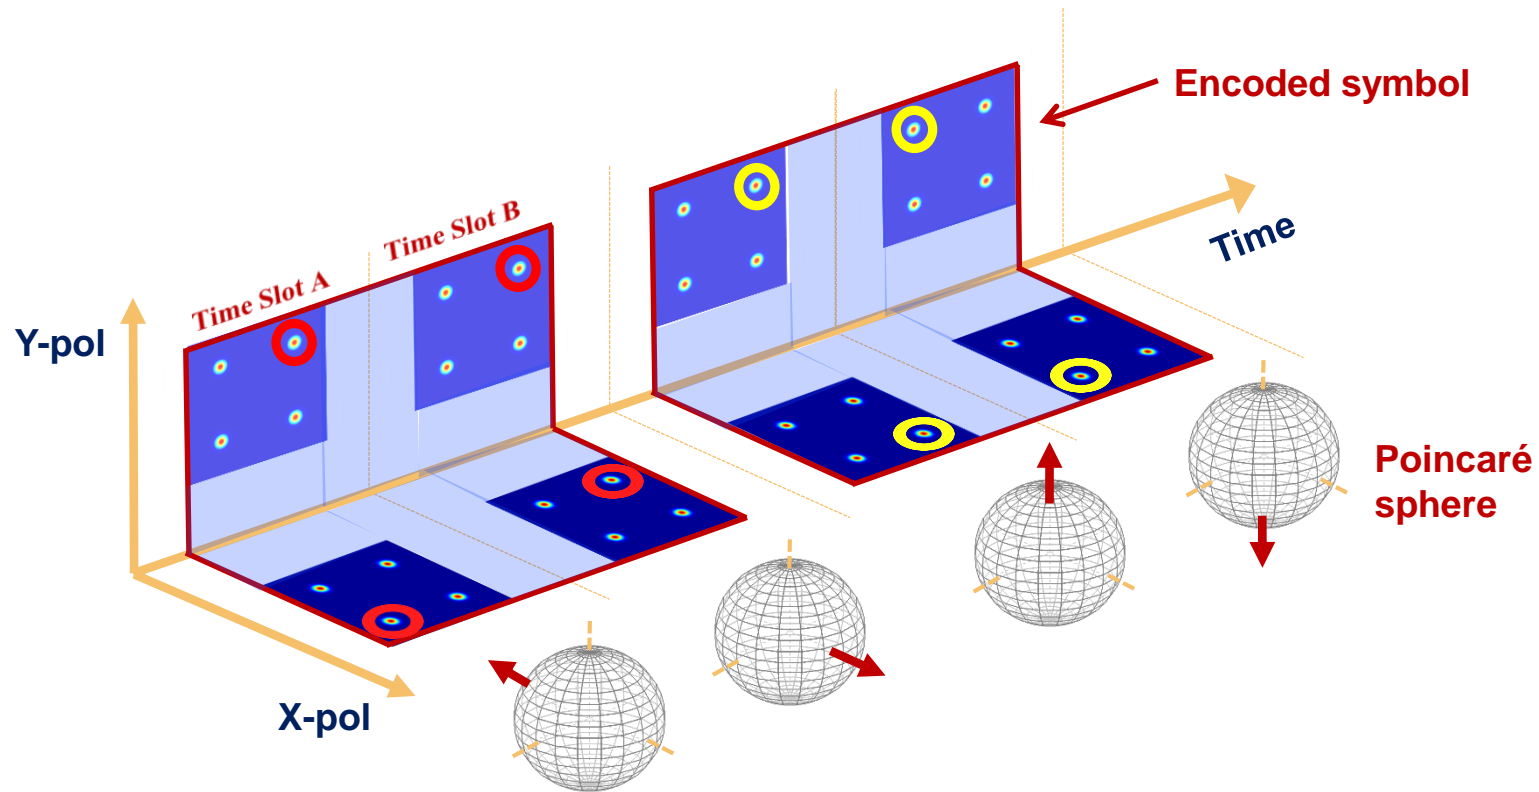 Encoded symbol
Time Slot B
Time
Time Slot A
Y-pol
Poincaré
sphere
X-pol